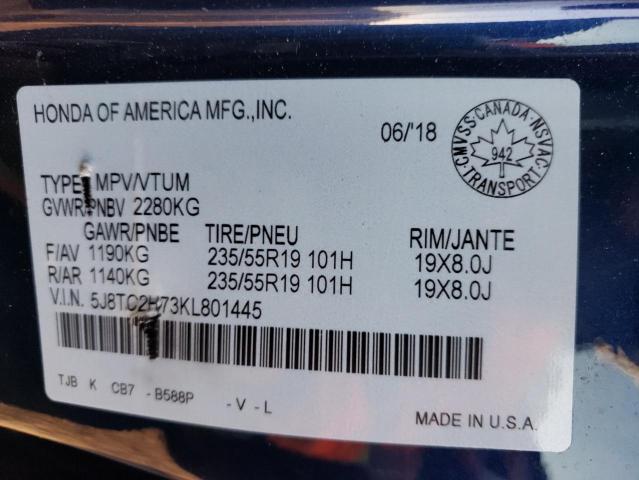 HONDA OF AMERICA MFG.,INC.
06/'18
CMVSS · CANADA · NSVAC
942
TRANSPORT
TYPE: MPV/VTUM
GVWR/PNBV 2280KG
GAWR/PNBE TIRE/PNEU RIM/JANTE
F/AV 1190KG 235/55R19 101H 19X8.0J
R/AR 1140KG 235/55R19 101H 19X8.0J
V.I.N. 5J8TC2H73KL801445
TJB K CB7 - B588P - V - L
MADE IN U.S.A.